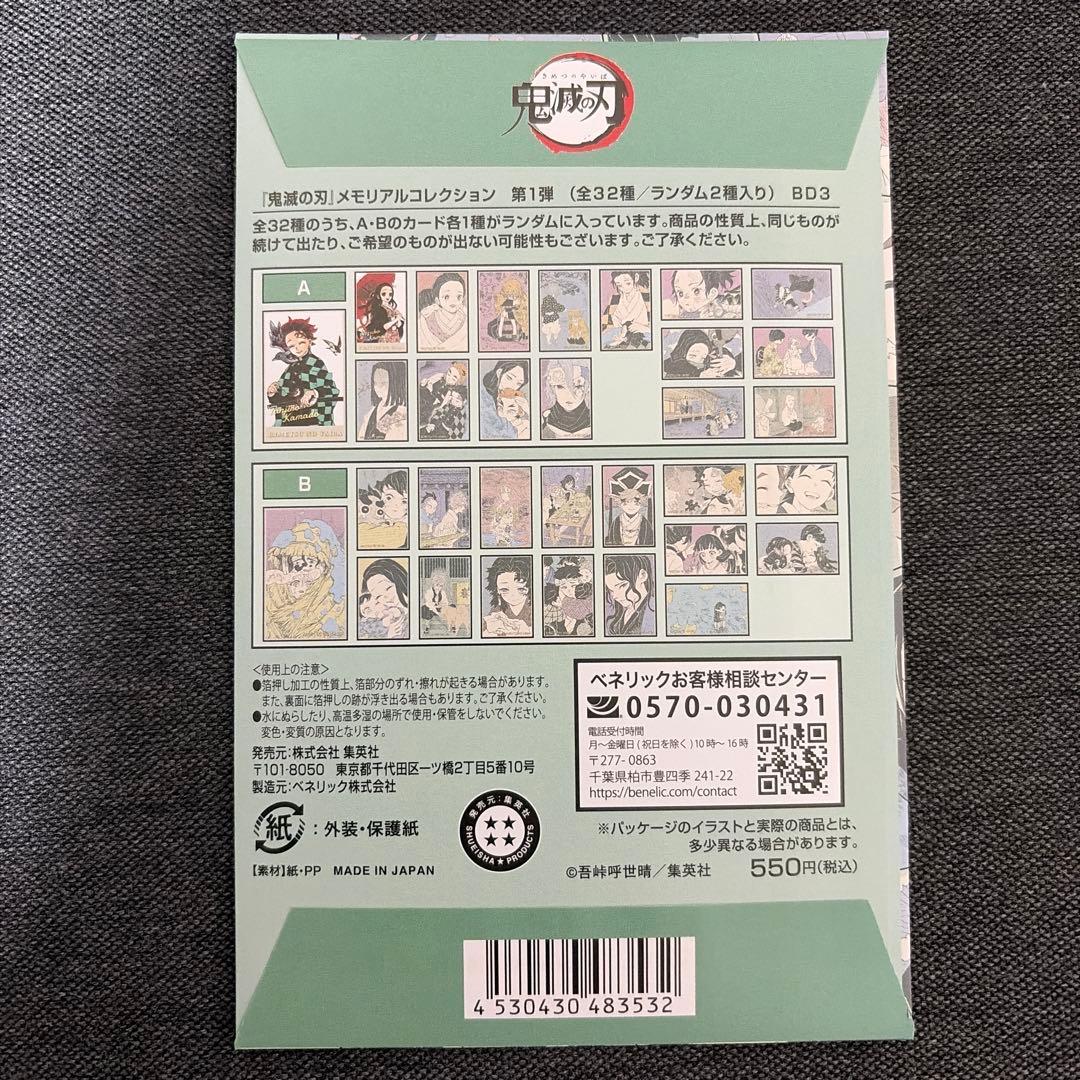 きめつのやいば
鬼滅の刃
『鬼滅の刃』メモリアルコレクション 第1弾 (全32種/ランダム2種入り) BD3
全32種のうち、A・Bのカード各1種がランダムに入っています。商品の性質上、同じものが
続けて出たり、ご希望のものが出ない可能性もございます。ご了承ください。
A
Tanjiro Kamado
KIMETSU NO YAIBA
B
<使用上の注意>
●箔押し加工の性質上、箔部分のずれ・擦れが起きる場合があります。
また、裏面に箔押しの跡が浮き出る場合もあります。ご了承ください。
●水にぬらしたり、高温多湿の場所で使用・保管をしないでください。
変色・変質の原因となります。
発売元:株式会社 集英社
〒101-8050 東京都千代田区一ツ橋2丁目5番10号
製造元:ベネリック株式会社
紙:外装・保護紙
発売元:集英社
SHUEISHA★PRODUCTS
【素材】紙・PP MADE IN JAPAN
ベネリックお客様相談センター
0570-030431
電話受付時間
月~金曜日(祝日を除く)10時~16時
〒277-0863
千葉県柏市豊四季 241-22
https://benelic.com/contact
※パッケージのイラストと実際の商品とは、
多少異なる場合があります。
©吾峠呼世晴/集英社 550円(税込)
4 530430 483532